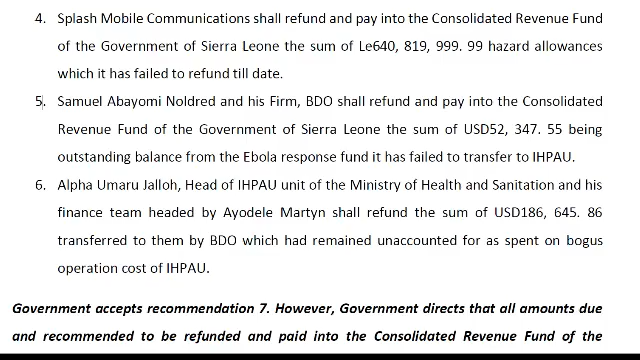 4. Splash Mobile Communications shall refund and pay into the Consolidated Revenue Fund
of the Government of Sierra Leone the sum of Le640, 819, 999. 99 hazard allowances
which it has failed to refund till date.
5. Samuel Abayomi Noldred and his Firm, BDO shall refund and pay into the Consolidated
Revenue Fund of the Government of Sierra Leone the sum of USD52, 347. 55 being
outstanding balance from the Ebola response fund it has failed to transfer to IHPAU.
6. Alpha Umaru Jalloh, Head of IHPAU unit of the Ministry of Health and Sanitation and his
finance team headed by Ayodele Martyn shall refund the sum of USD186, 645. 86
transferred to them by BDO which had remained unaccounted for as spent on bogus
operation cost of IHPAU.
Government accepts recommendation 7. However, Government directs that all amounts due
and recommended to be refunded and paid into the Consolidated Revenue Fund of the